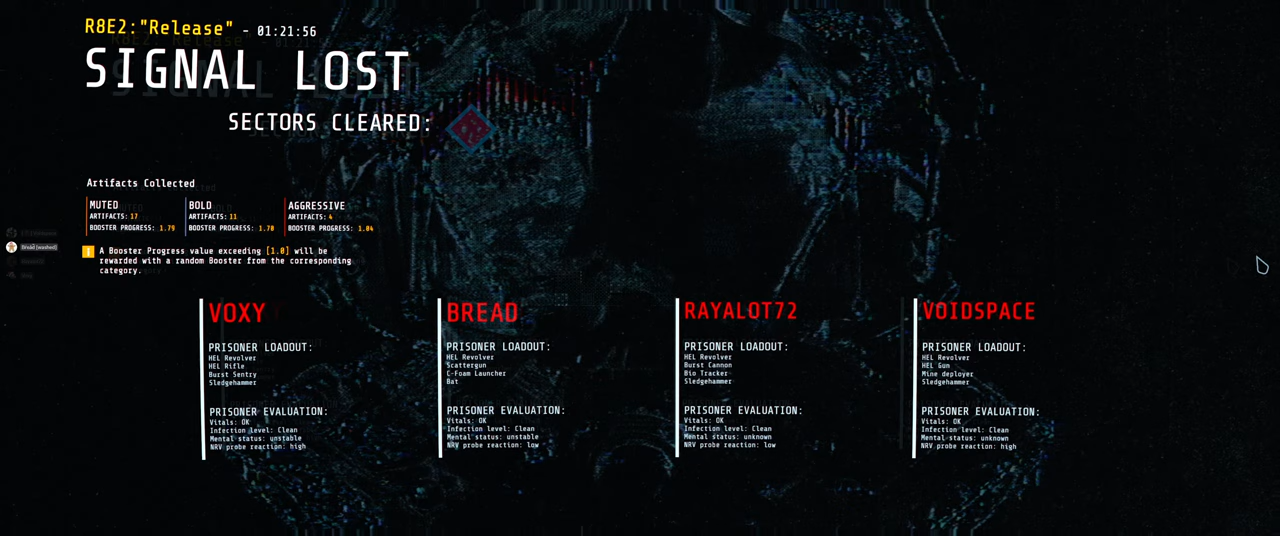 R8E2:"Release" - 01:21:56
SIGNAL LOST
SECTORS CLEARED:
Artifacts Collected
MUTED
ARTIFACTS: 17
BOOSTER PROGRESS: 1.79
BOLD
ARTIFACTS: 11
BOOSTER PROGRESS: 1.70
AGGRESSIVE
ARTIFACTS: 4
BOOSTER PROGRESS: 1.04
A Booster Progress value exceeding [1.0] will be
rewarded with a random Booster from the corresponding
category.
Bread [washed]
VOXY
PRISONER LOADOUT:
HEL Revolver
HEL Rifle
Burst Sentry
Sledgehammer
PRISONER EVALUATION:
Vitals: OK
Infection level: Clean
Mental status: unstable
NRV probe reaction: high
BREAD
PRISONER LOADOUT:
HEL Revolver
Scattergun
C-Foam Launcher
Bat
PRISONER EVALUATION:
Vitals: OK
Infection level: Clean
Mental status: unstable
NRV probe reaction: low
RAYALOT72
PRISONER LOADOUT:
HEL Revolver
Burst Cannon
Bio Tracker
Sledgehammer
PRISONER EVALUATION:
Vitals: OK
Infection level: Clean
Mental status: unknown
NRV probe reaction: low
VOIDSPACE
PRISONER LOADOUT:
HEL Revolver
HEL Gun
Mine deployer
Sledgehammer
PRISONER EVALUATION:
Vitals: OK
Infection level: Clean
Mental status: unknown
NRV probe reaction: high